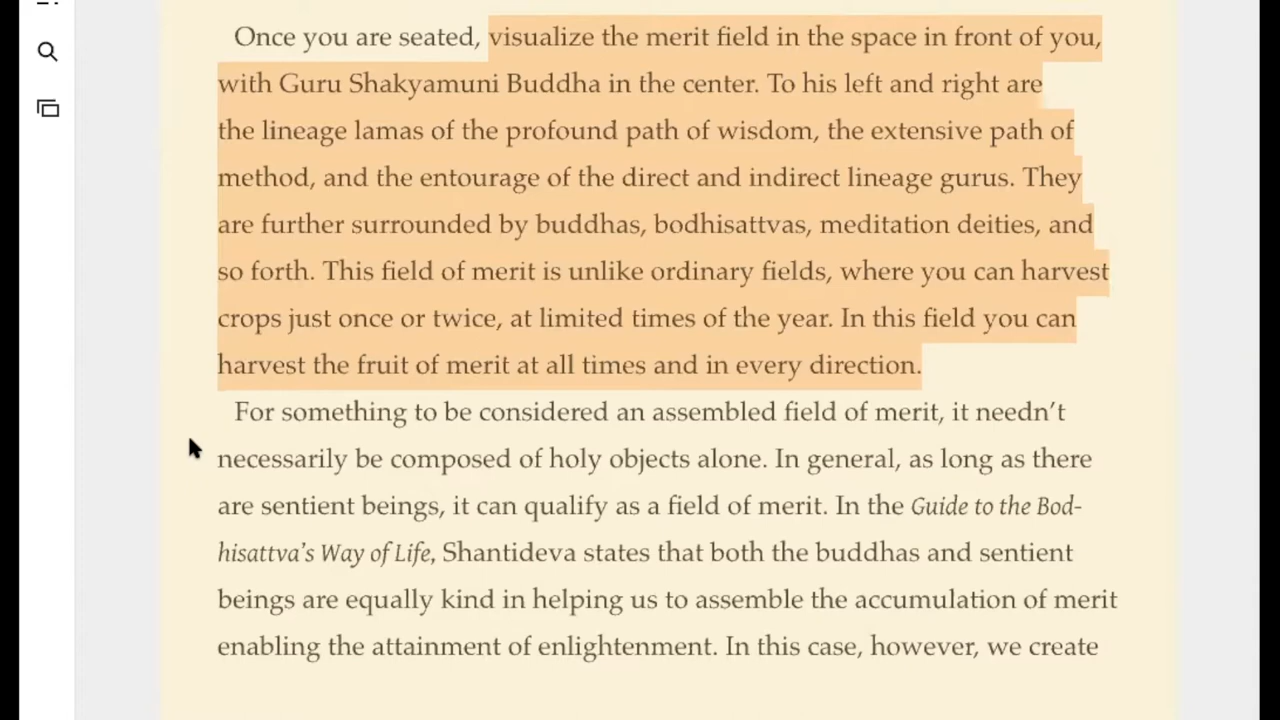 Once you are seated, visualize the merit field in the space in front of you,
with Guru Shakyamuni Buddha in the center. To his left and right are
the lineage lamas of the profound path of wisdom, the extensive path of
method, and the entourage of the direct and indirect lineage gurus. They
are further surrounded by buddhas, bodhisattvas, meditation deities, and
so forth. This field of merit is unlike ordinary fields, where you can harvest
crops just once or twice, at limited times of the year. In this field you can
harvest the fruit of merit at all times and in every direction.
For something to be considered an assembled field of merit, it needn’t
necessarily be composed of holy objects alone. In general, as long as there
are sentient beings, it can qualify as a field of merit. In the Guide to the Bod-
hisattva’s Way of Life, Shantideva states that both the buddhas and sentient
beings are equally kind in helping us to assemble the accumulation of merit
enabling the attainment of enlightenment. In this case, however, we create